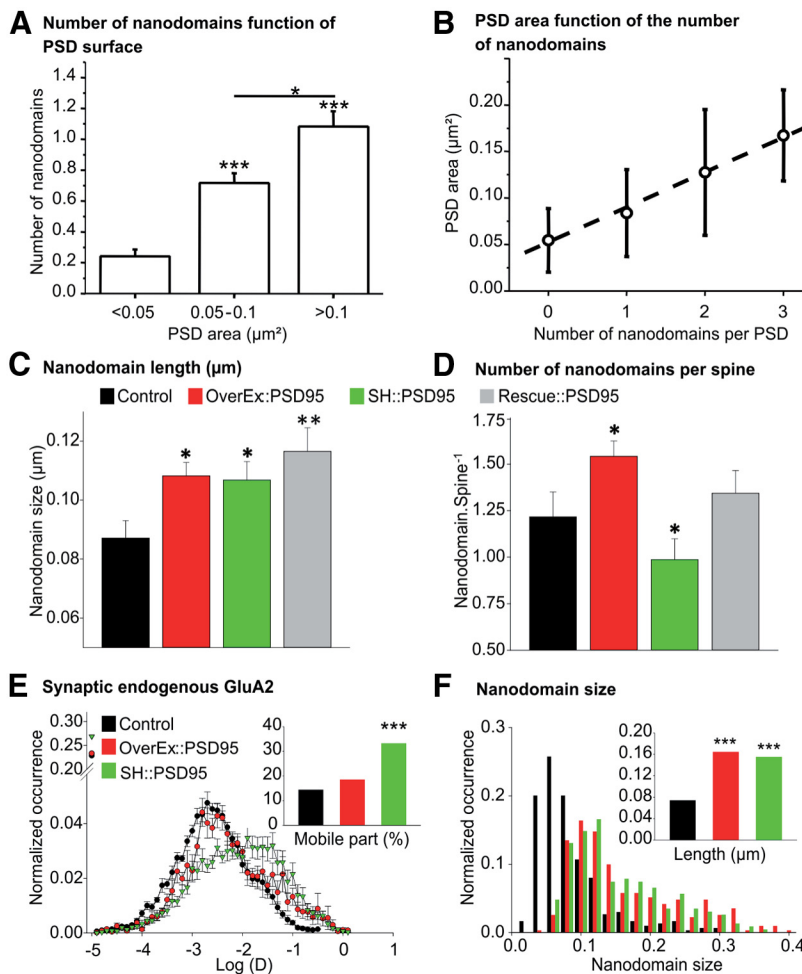 A Number of nanodomains function of
PSD surface
Number of nanodomains
1.4
1.2
1.0
0.8
0.6
0.4
0.2
0.0
*
***
***
<0.05 0.05-0.1 >0.1
PSD area (µm²)
B PSD area function of the number
of nanodomains
PSD area (µm²)
0.20
0.15
0.10
0.05
0.00
0 1 2 3
Number of nanodomains per PSD
C Nanodomain length (µm)
D Number of nanodomains per spine
Control OverEx::PSD95 SH::PSD95 Rescue::PSD95
Nanodomain size (µm)
0.12
0.10
0.08
0.06
* * **
Nanodomain.Spine⁻¹
1.75
1.50
1.25
1.00
0.75
0.50
*
*
E Synaptic endogenous GluA2
Control
OverEx::PSD95
SH::PSD95
Normalized occurrence
0.30
0.25
0.20
0.04
0.02
0.00
-5 -4 -3 -2 -1 0 1
Log (D)
40
30
20
10
0
***
Mobile part (%)
F Nanodomain size
Normalized occurrence
0.3
0.2
0.1
0.0
0.0 0.1 0.2 0.3 0.4
Nanodomain size
0.20
0.16
0.12
0.08
0.04
0.00
*** ***
Length (µm)